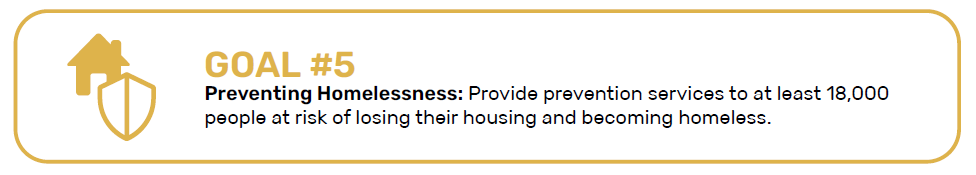 GOAL #5
Preventing Homelessness: Provide prevention services to at least 18,000
people at risk of losing their housing and becoming homeless.